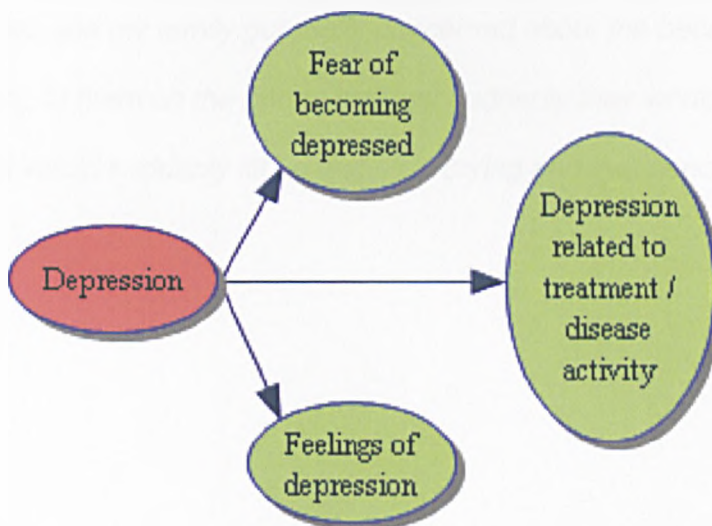 Fear of
becoming
depressed
Depression
Depression
related to
treatment /
disease
activity
Feelings of
depression